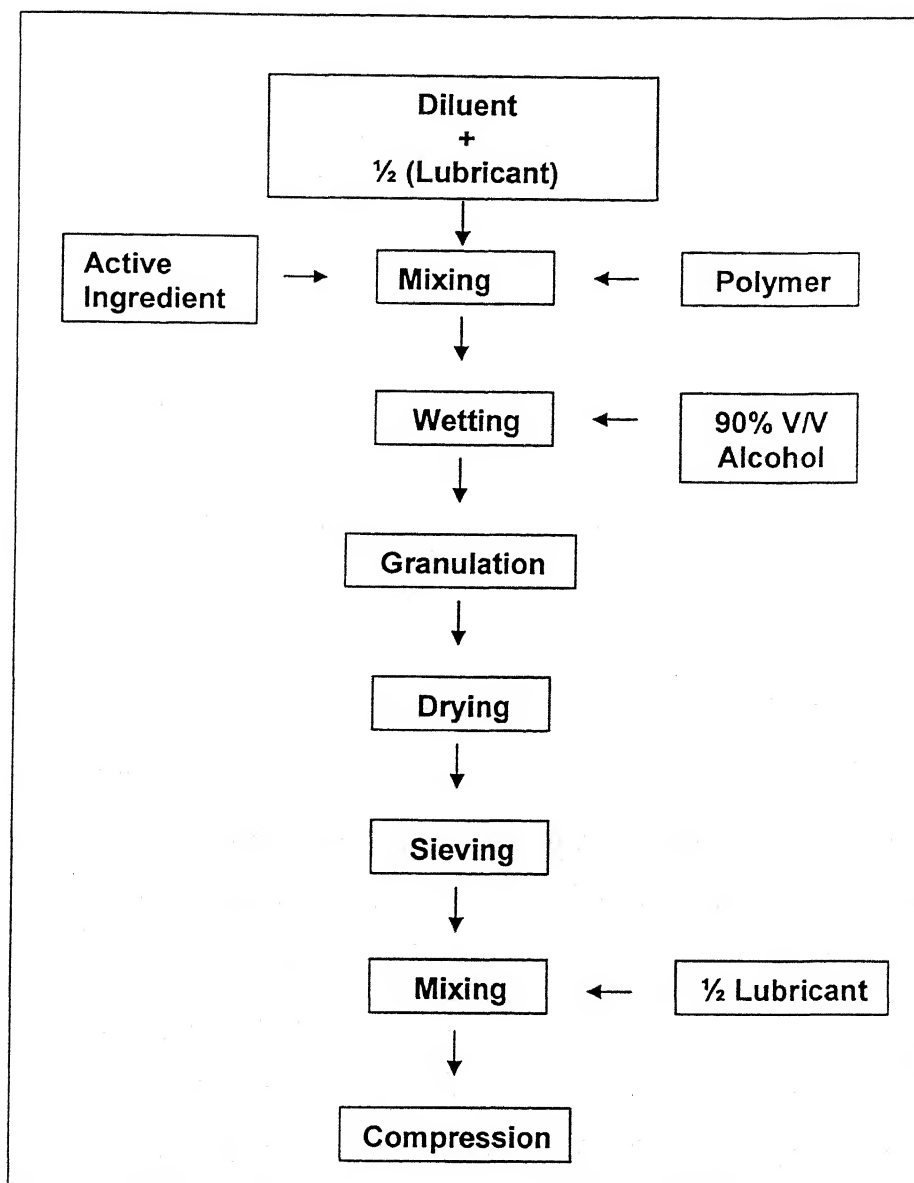 Diluent
+
½ (Lubricant)
Active
Ingredient
Mixing
Polymer
Wetting
90% V/V
Alcohol
Granulation
Drying
Sieving
Mixing
½ Lubricant
Compression